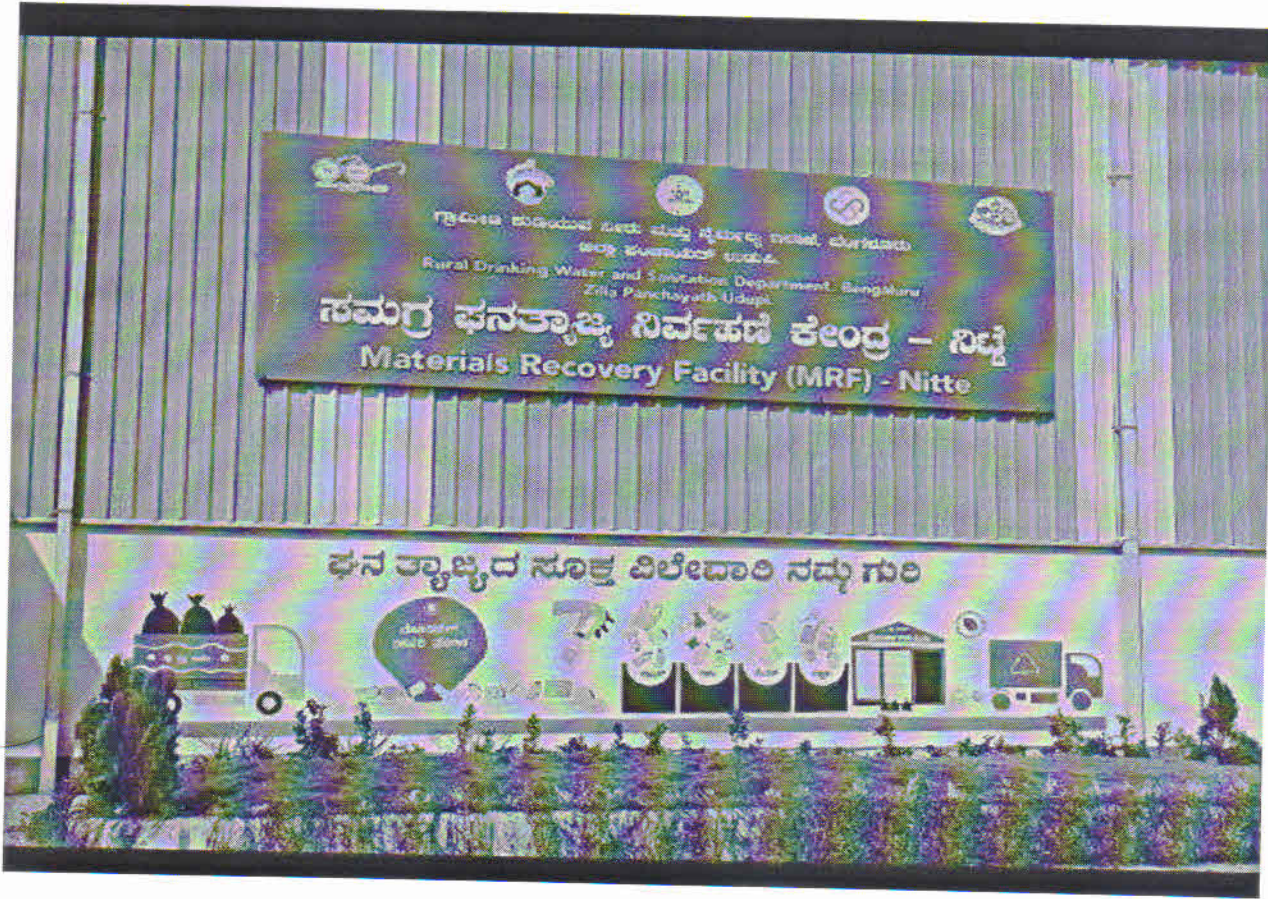 ಗ್ರಾಮೀಣ ಕುಡಿಯುವ ನೀರು ಮತ್ತು ನೈರ್ಮಲ್ಯ ಇಲಾಖೆ, ಬೆಂಗಳೂರು
ಜಿಲ್ಲಾ ಪಂಚಾಯತ್ ಉಡುಪಿ
Rural Drinking Water and Sanitation Department, Bengaluru
Zilla Panchayath Udupi
ಸಮಗ್ರ ಘನತ್ಯಾಜ್ಯ ನಿರ್ವಹಣೆ ಕೇಂದ್ರ – ನಿಟ್ಟೆ
Materials Recovery Facility (MRF) - Nitte
ಘನ ತ್ಯಾಜ್ಯದ ಸೂಕ್ತ ವಿಲೇವಾರಿ ನಮ್ಮ ಗುರಿ
PET